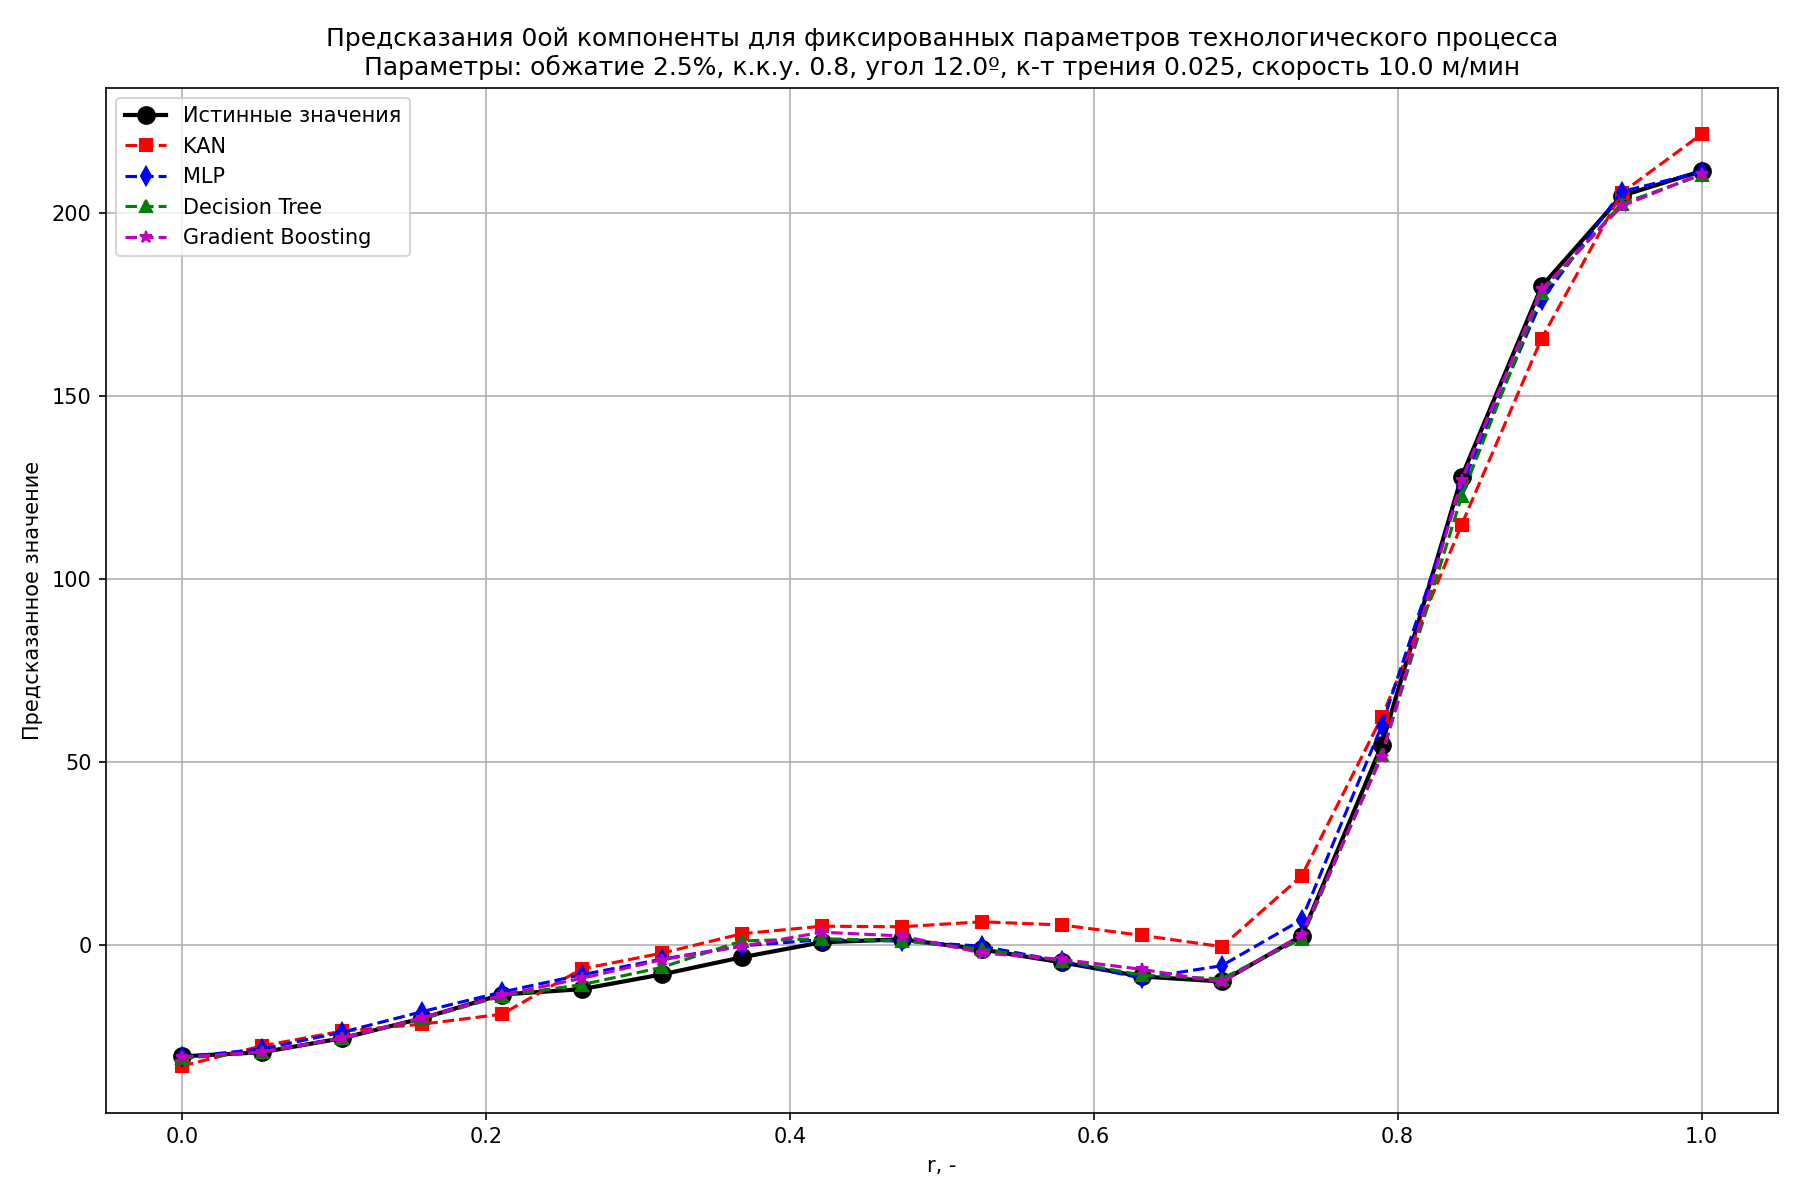 Предсказания 0ой компоненты для фиксированных параметров технологического процесса
Параметры: обжатие 2.5%, к.к.у. 0.8, угол 12.0º, к-т трения 0.025, скорость 10.0 м/мин
Истинные значения
KAN
MLP
Decision Tree
Gradient Boosting
Предсказанное значение
200
150
100
50
0
0.0
0.2
0.4
0.6
0.8
1.0
r, -